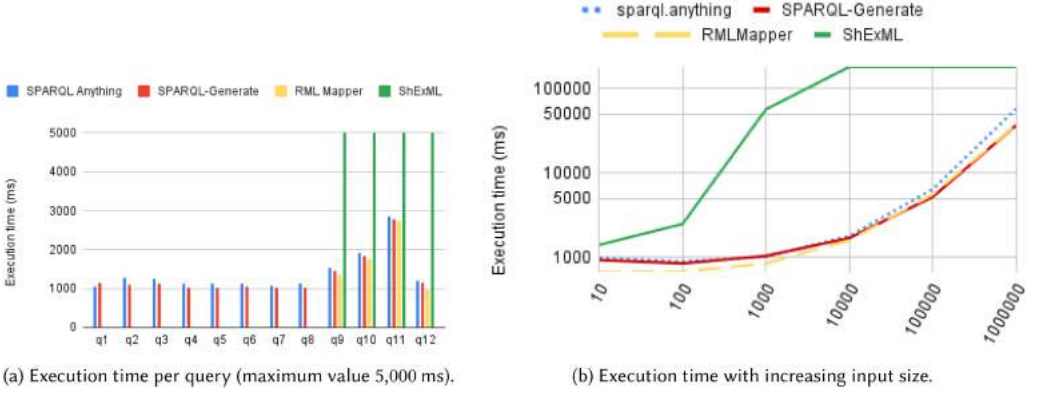 SPARQL Anything SPARQL-Generate RML Mapper ShExML
Execution time (ms)
5000
4000
3000
2000
1000
0
q1 q2 q3 q4 q5 q6 q7 q8 q9 q10 q11 q12
(a) Execution time per query (maximum value 5,000 ms).
sparql.anything SPARQL-Generate
RMLMapper ShExML
Execution time (ms)
100000
50000
10000
5000
1000
10 100 1000 10000 100000 1000000
(b) Execution time with increasing input size.